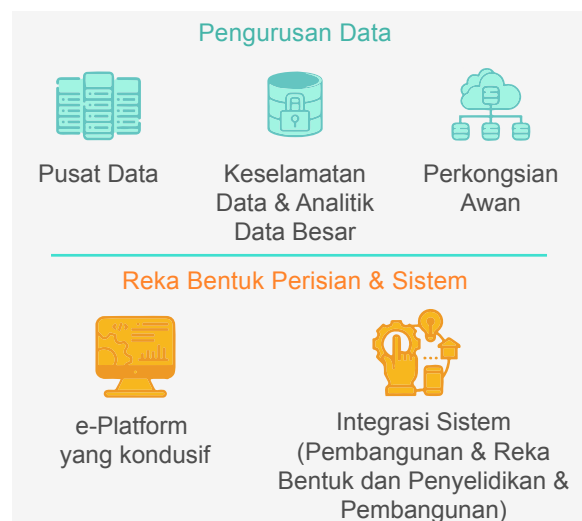 Pengurusan Data
Pusat Data
Keselamatan
Data & Analitik
Data Besar
Perkongsian
Awan
Reka Bentuk Perisian & Sistem
e-Platform
yang kondusif
Integrasi Sistem
(Pembangunan & Reka
Bentuk dan Penyelidikan &
Pembangunan)